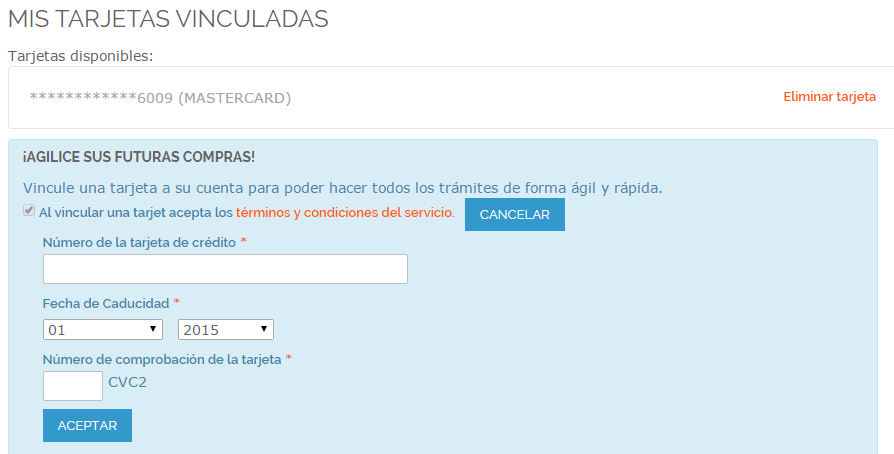 MIS TARJETAS VINCULADAS
Tarjetas disponibles:
************6009 (MASTERCARD) Eliminar tarjeta
¡AGILICE SUS FUTURAS COMPRAS!
Vincule una tarjeta a su cuenta para poder hacer todos los trámites de forma ágil y rápida.
Al vincular una tarjet acepta los términos y condiciones del servicio. CANCELAR
Número de la tarjeta de crédito *
Fecha de Caducidad *
01 2015
Número de comprobación de la tarjeta *
CVC2
ACEPTAR